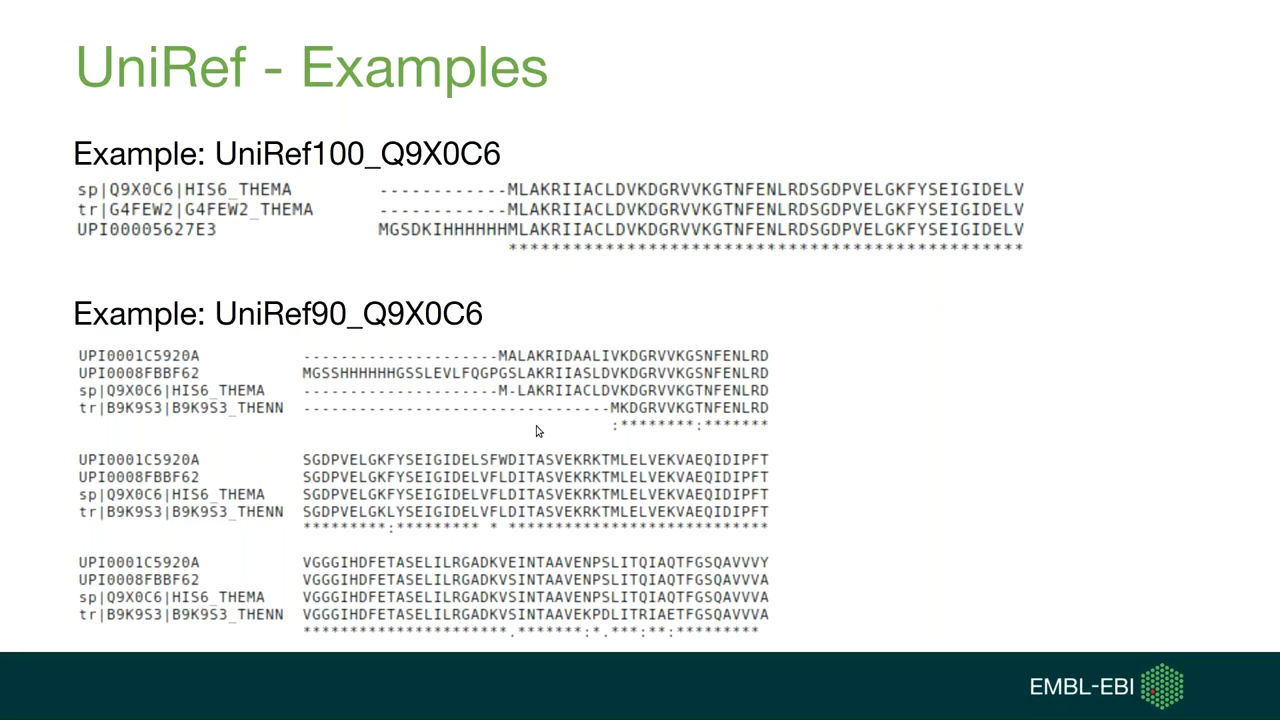 UniRef - Examples
Example: UniRef100_Q9X0C6
sp|Q9X0C6|HIS6_THEMA ------------MLAKRIIACLDVKDGRVVKGTNFENLRDSGDPVELGKFYSEIGIDELV
tr|G4FEW2|G4FEW2_THEMA ------------MLAKRIIACLDVKDGRVVKGTNFENLRDSGDPVELGKFYSEIGIDELV
UPI00005627E3 MGSDKIHHHHHHMLAKRIIACLDVKDGRVVKGTNFENLRDSGDPVELGKFYSEIGIDELV
************************************************
Example: UniRef90_Q9X0C6
UPI0001C5920A ---------------------MALAKRIDAALIVKDGRVVKGSNFENLRD
UPI0008FBBF62 MGSSHHHHHHGSSLEVLFQGPGSLAKRIIASLDVKDGRVVKGSNFENLRD
sp|Q9X0C6|HIS6_THEMA ---------------------M-LAKRIIACLDVKDGRVVKGTNFENLRD
tr|B9K9S3|B9K9S3_THENN ---------------------------------MKDGRVVKGTNFENLRD
:********:*******
UPI0001C5920A SGDPVELGKFYSEIGIDELSFWDITASVEKRKTMLELVEKVAEQIDIPFT
UPI0008FBBF62 SGDPVELGKFYSEIGIDELVFLDITASVEKRKTMLELVEKVAEQIDIPFT
sp|Q9X0C6|HIS6_THEMA SGDPVELGKFYSEIGIDELVFLDITASVEKRKTMLELVEKVAEQIDIPFT
tr|B9K9S3|B9K9S3_THENN SGDPVELGKLYSEIGIDELVFLDITASVEKRKTMLELVEKVAEQIDIPFT
*********:********* * ****************************
UPI0001C5920A VGGGIHDFETASELILRGADKVEINTAAVENPSLITQIAQTFGSQAVVVY
UPI0008FBBF62 VGGGIHDFETASELILRGADKVSINTAAVENPSLITQIAQTFGSQAVVVA
sp|Q9X0C6|HIS6_THEMA VGGGIHDFETASELILRGADKVSINTAAVENPSLITQIAQTFGSQAVVVA
tr|B9K9S3|B9K9S3_THENN VGGGIHDFETASELILRGADKVSINTAAVEKPDLITRIAETFGSQAVVVA
**********************.*******:*.***:**:*********
EMBL-EBI